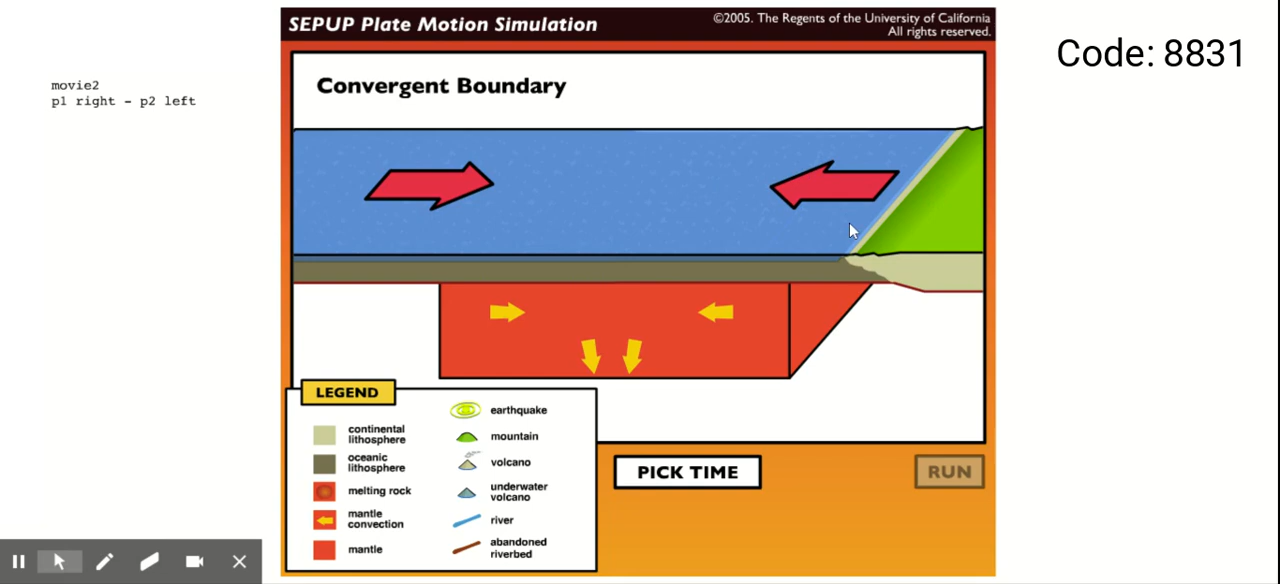 SEPUP Plate Motion Simulation
©2005. The Regents of the University of California
All rights reserved.
Code: 8831
movie2
p1 right - p2 left
Convergent Boundary
LEGEND
continental
lithosphere
oceanic
lithosphere
melting rock
mantle
convection
mantle
earthquake
mountain
volcano
underwater
volcano
river
abandoned
riverbed
PICK TIME
RUN